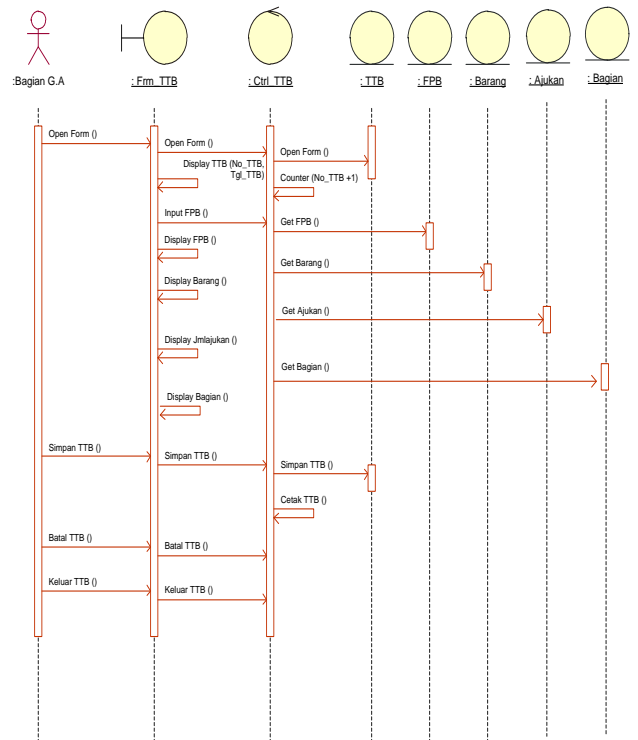 :Bagian G.A
: Frm_TTB
: Ctrl_TTB
: TTB
: FPB
: Barang
: Ajukan
: Bagian
Open Form ()
Open Form ()
Open Form ()
Display TTB (No_TTB,
Tgl_TTB)
Counter (No_TTB +1)
Input FPB ()
Get FPB ()
Display FPB ()
Get Barang ()
Display Barang ()
Get Ajukan ()
Display Jmlajukan ()
Get Bagian ()
Display Bagian ()
Simpan TTB ()
Simpan TTB ()
Simpan TTB ()
Cetak TTB ()
Batal TTB ()
Batal TTB ()
Keluar TTB ()
Keluar TTB ()